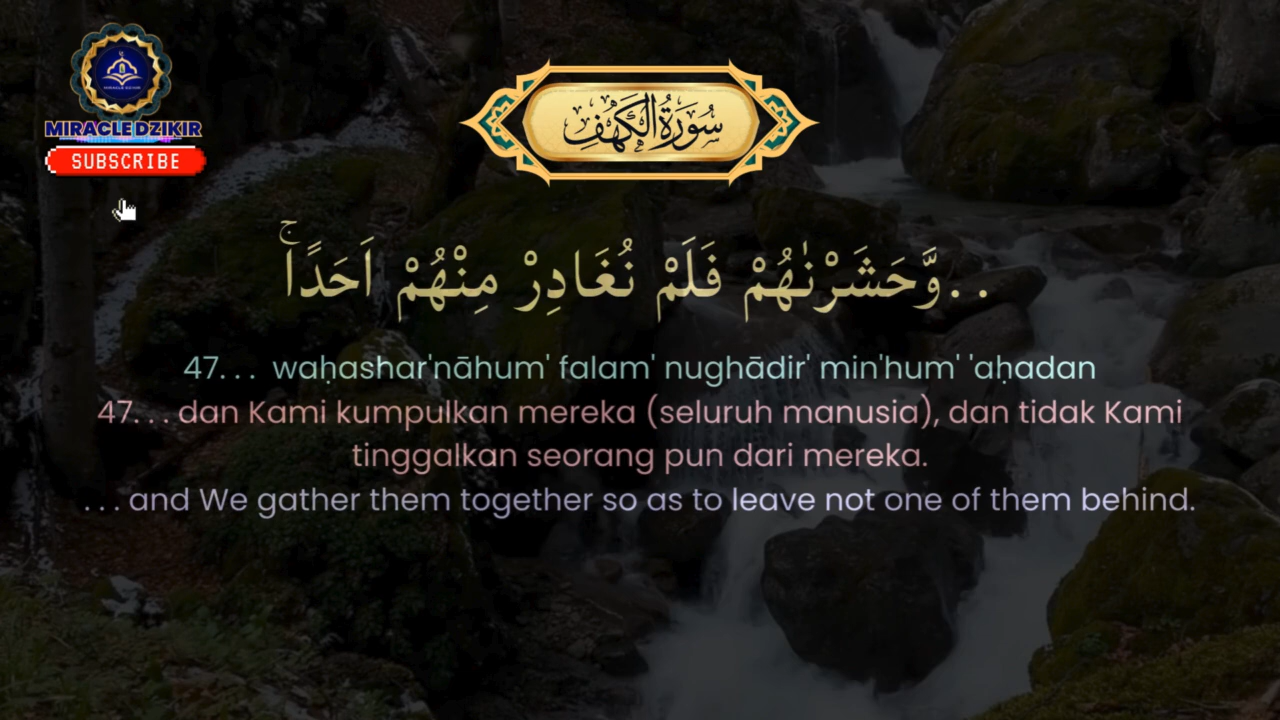 MIRACLE DZIKIR
SUBSCRIBE
سُورَةُ الكَهْفِ
..وَّحَشَرْنٰهُمْ فَلَمْ نُغَادِرْ مِنْهُمْ اَحَدًاۚ
47... waḥashar'nāhum' falam' nughādir' min'hum' 'aḥadan
47...dan Kami kumpulkan mereka (seluruh manusia), dan tidak Kami
tinggalkan seorang pun dari mereka.
...and We gather them together so as to leave not one of them behind.